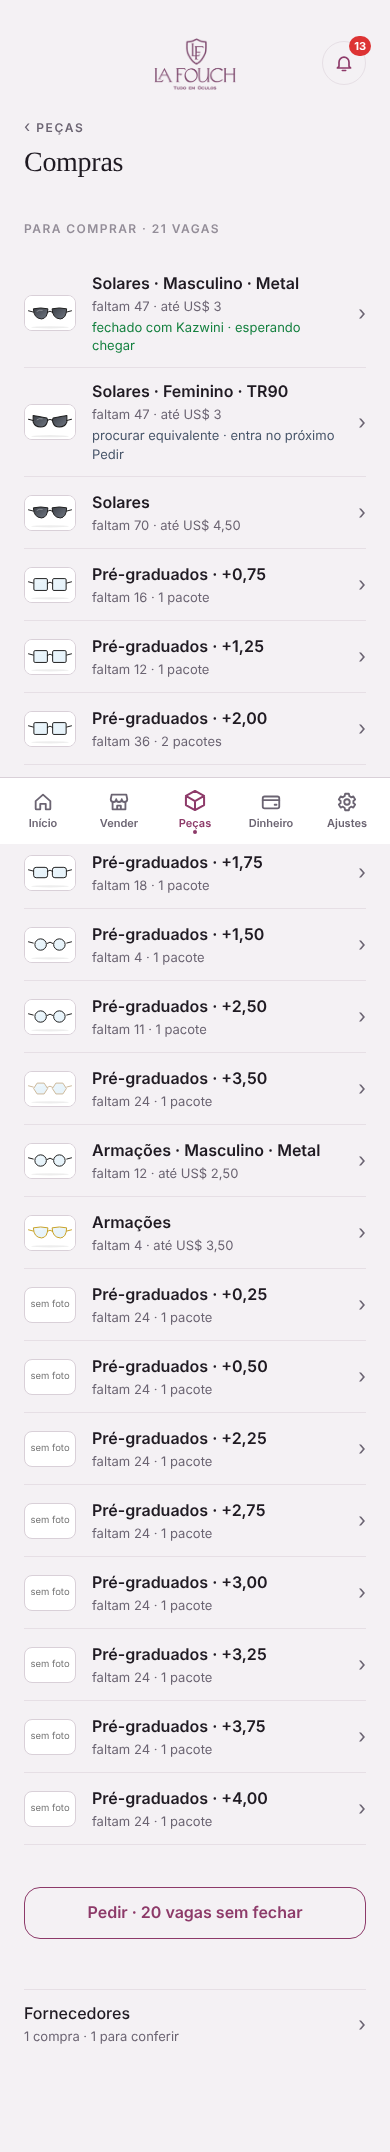 LF
LA FOUCH
TUDO EM ÓCULOS
13
‹ PEÇAS
Compras
PARA COMPRAR · 21 VAGAS
Solares · Masculino · Metal
faltam 47 · até US$ 3
fechado com Kazwini · esperando
chegar
Solares · Feminino · TR90
faltam 47 · até US$ 3
procurar equivalente · entra no próximo
Pedir
Solares
faltam 70 · até US$ 4,50
Pré-graduados · +0,75
faltam 16 · 1 pacote
Pré-graduados · +1,25
faltam 12 · 1 pacote
Pré-graduados · +2,00
faltam 36 · 2 pacotes
Início
Vender
Peças
Dinheiro
Ajustes
Pré-graduados · +1,75
faltam 18 · 1 pacote
Pré-graduados · +1,50
faltam 4 · 1 pacote
Pré-graduados · +2,50
faltam 11 · 1 pacote
Pré-graduados · +3,50
faltam 24 · 1 pacote
Armações · Masculino · Metal
faltam 12 · até US$ 2,50
Armações
faltam 4 · até US$ 3,50
sem foto
Pré-graduados · +0,25
faltam 24 · 1 pacote
sem foto
Pré-graduados · +0,50
faltam 24 · 1 pacote
sem foto
Pré-graduados · +2,25
faltam 24 · 1 pacote
sem foto
Pré-graduados · +2,75
faltam 24 · 1 pacote
sem foto
Pré-graduados · +3,00
faltam 24 · 1 pacote
sem foto
Pré-graduados · +3,25
faltam 24 · 1 pacote
sem foto
Pré-graduados · +3,75
faltam 24 · 1 pacote
sem foto
Pré-graduados · +4,00
faltam 24 · 1 pacote
Pedir · 20 vagas sem fechar
Fornecedores
1 compra · 1 para conferir